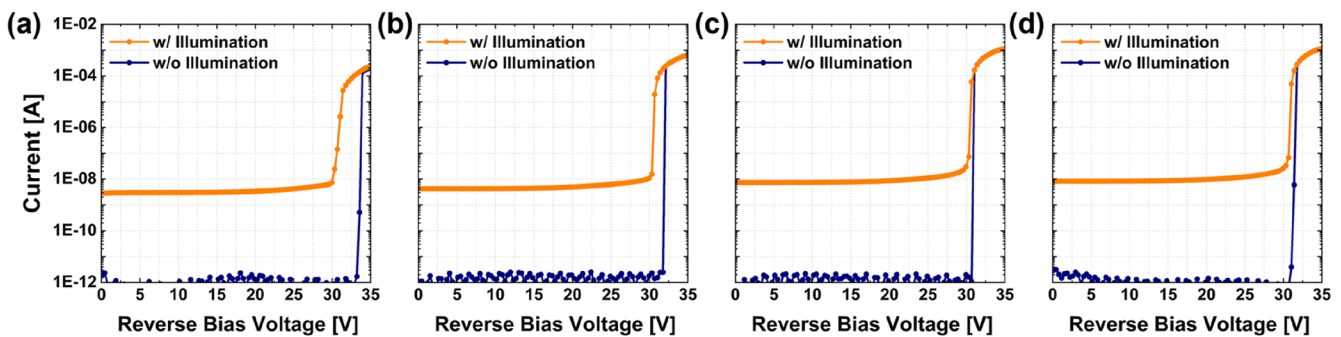 (a)
w/ Illumination
w/o Illumination
1E-02
1E-04
1E-06
1E-08
1E-10
1E-12
Current [A]
0 5 10 15 20 25 30 35
Reverse Bias Voltage [V]
(b)
w/ Illumination
w/o Illumination
0 5 10 15 20 25 30 35
Reverse Bias Voltage [V]
(c)
w/ Illumination
w/o Illumination
0 5 10 15 20 25 30 35
Reverse Bias Voltage [V]
(d)
w/ Illumination
w/o Illumination
0 5 10 15 20 25 30 35
Reverse Bias Voltage [V]